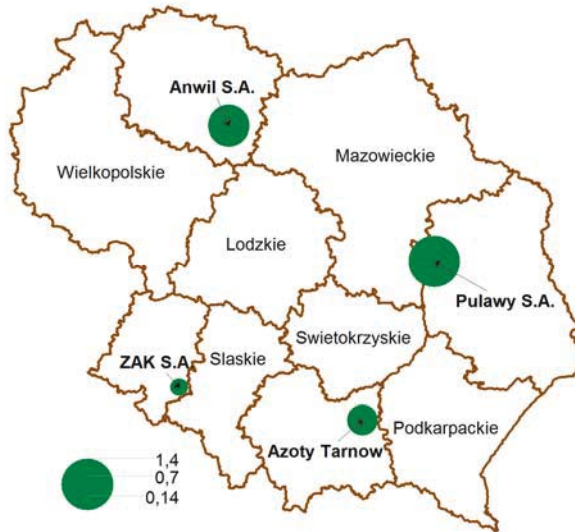 Anwil S.A.
Mazowieckie
Wielkopolskie
Lodzkie
Pulawy S.A.
Swietokrzyskie
ZAK S.A.
Slaskie
Podkarpackie
Azoty Tarnow
1,4
0,7
0,14